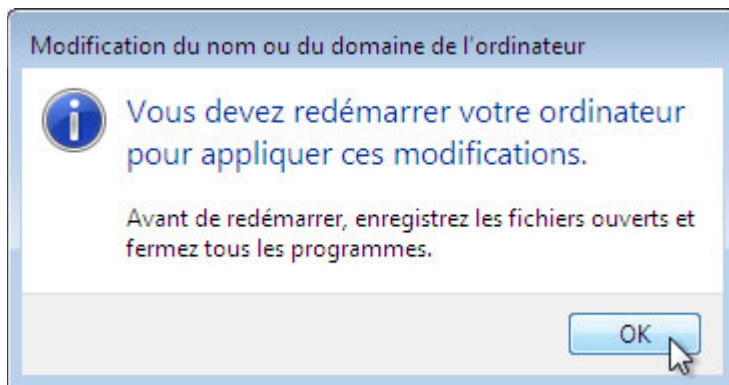 Modification du nom ou du domaine de l'ordinateur
Vous devez redémarrer votre ordinateur
pour appliquer ces modifications.
Avant de redémarrer, enregistrez les fichiers ouverts et
fermez tous les programmes.
OK